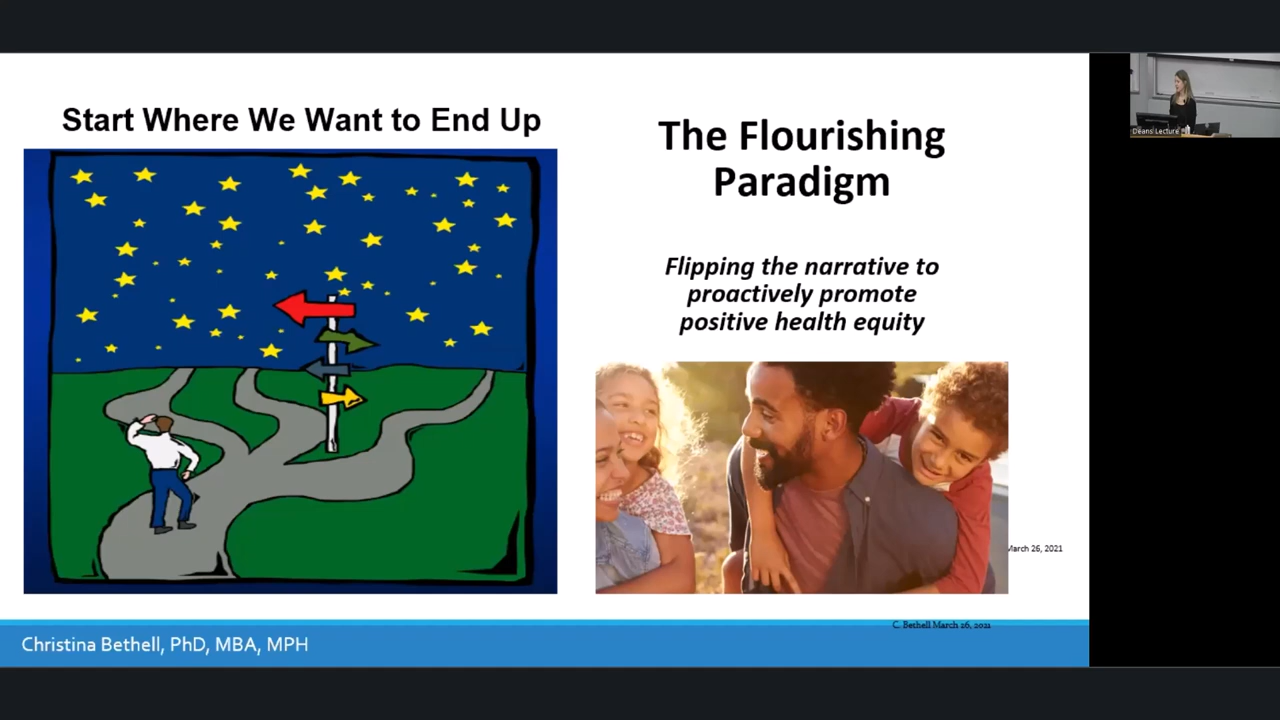 Start Where We Want to End Up
The Flourishing
Paradigm
Flipping the narrative to
proactively promote
positive health equity
March 26, 2021
C. Bethell March 26, 2021
Christina Bethell, PhD, MBA, MPH
Deans Lecture